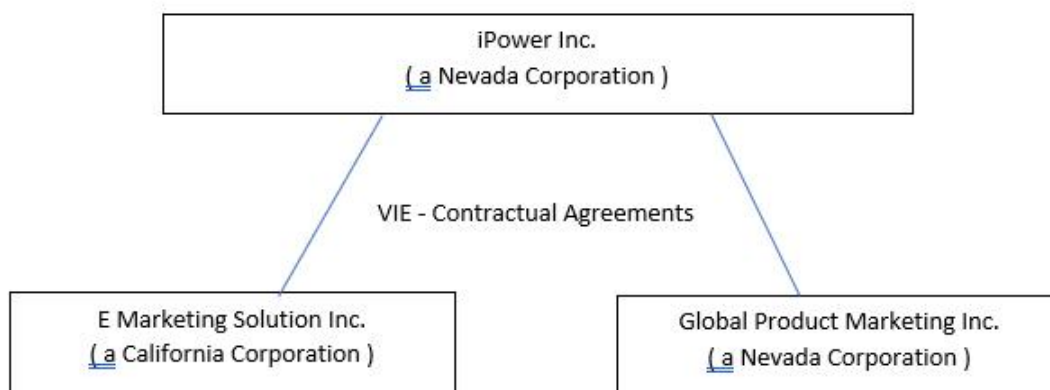 iPower Inc.
( a Nevada Corporation )
VIE - Contractual Agreements
E Marketing Solution Inc.
( a California Corporation )
Global Product Marketing Inc.
( a Nevada Corporation )